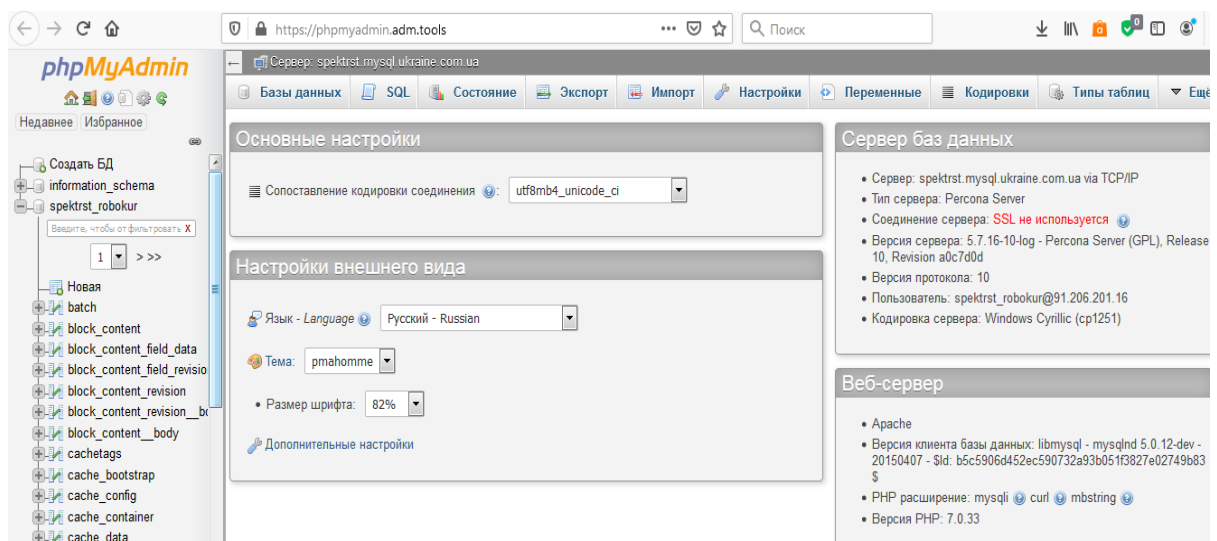 https://phpmyadmin.adm.tools
Поиск
phpMyAdmin
Недавнее Избранное
Создать БД
information_schema
spektrst_robokur
Введите, чтобы отфильтровать X
1 > >>
Новая
batch
block_content
block_content_field_data
block_content_field_revisio
block_content_revision
block_content_revision__bo
block_content__body
cachetags
cache_bootstrap
cache_config
cache_container
cache_data
Сервер: spektrst.mysql.ukraine.com.ua
Базы данных SQL Состояние Экспорт Импорт Настройки Переменные Кодировки Типы таблиц Ещё
Основные настройки
Сопоставление кодировки соединения : utf8mb4_unicode_ci
Настройки внешнего вида
Язык - Language Русский - Russian
Тема: pmahomme
• Размер шрифта: 82%
Дополнительные настройки
Сервер баз данных
• Сервер: spektrst.mysql.ukraine.com.ua via TCP/IP
• Тип сервера: Percona Server
• Соединение сервера: SSL не используется
• Версия сервера: 5.7.16-10-log - Percona Server (GPL), Release
10, Revision a0c7d0d
• Версия протокола: 10
• Пользователь: spektrst_robokur@91.206.201.16
• Кодировка сервера: Windows Cyrillic (cp1251)
Веб-сервер
• Apache
• Версия клиента базы данных: libmysql - mysqlnd 5.0.12-dev -
20150407 - $Id: b5c5906d452ec590732a93b051f3827e02749b83
$
• PHP расширение: mysqli curl mbstring
• Версия PHP: 7.0.33